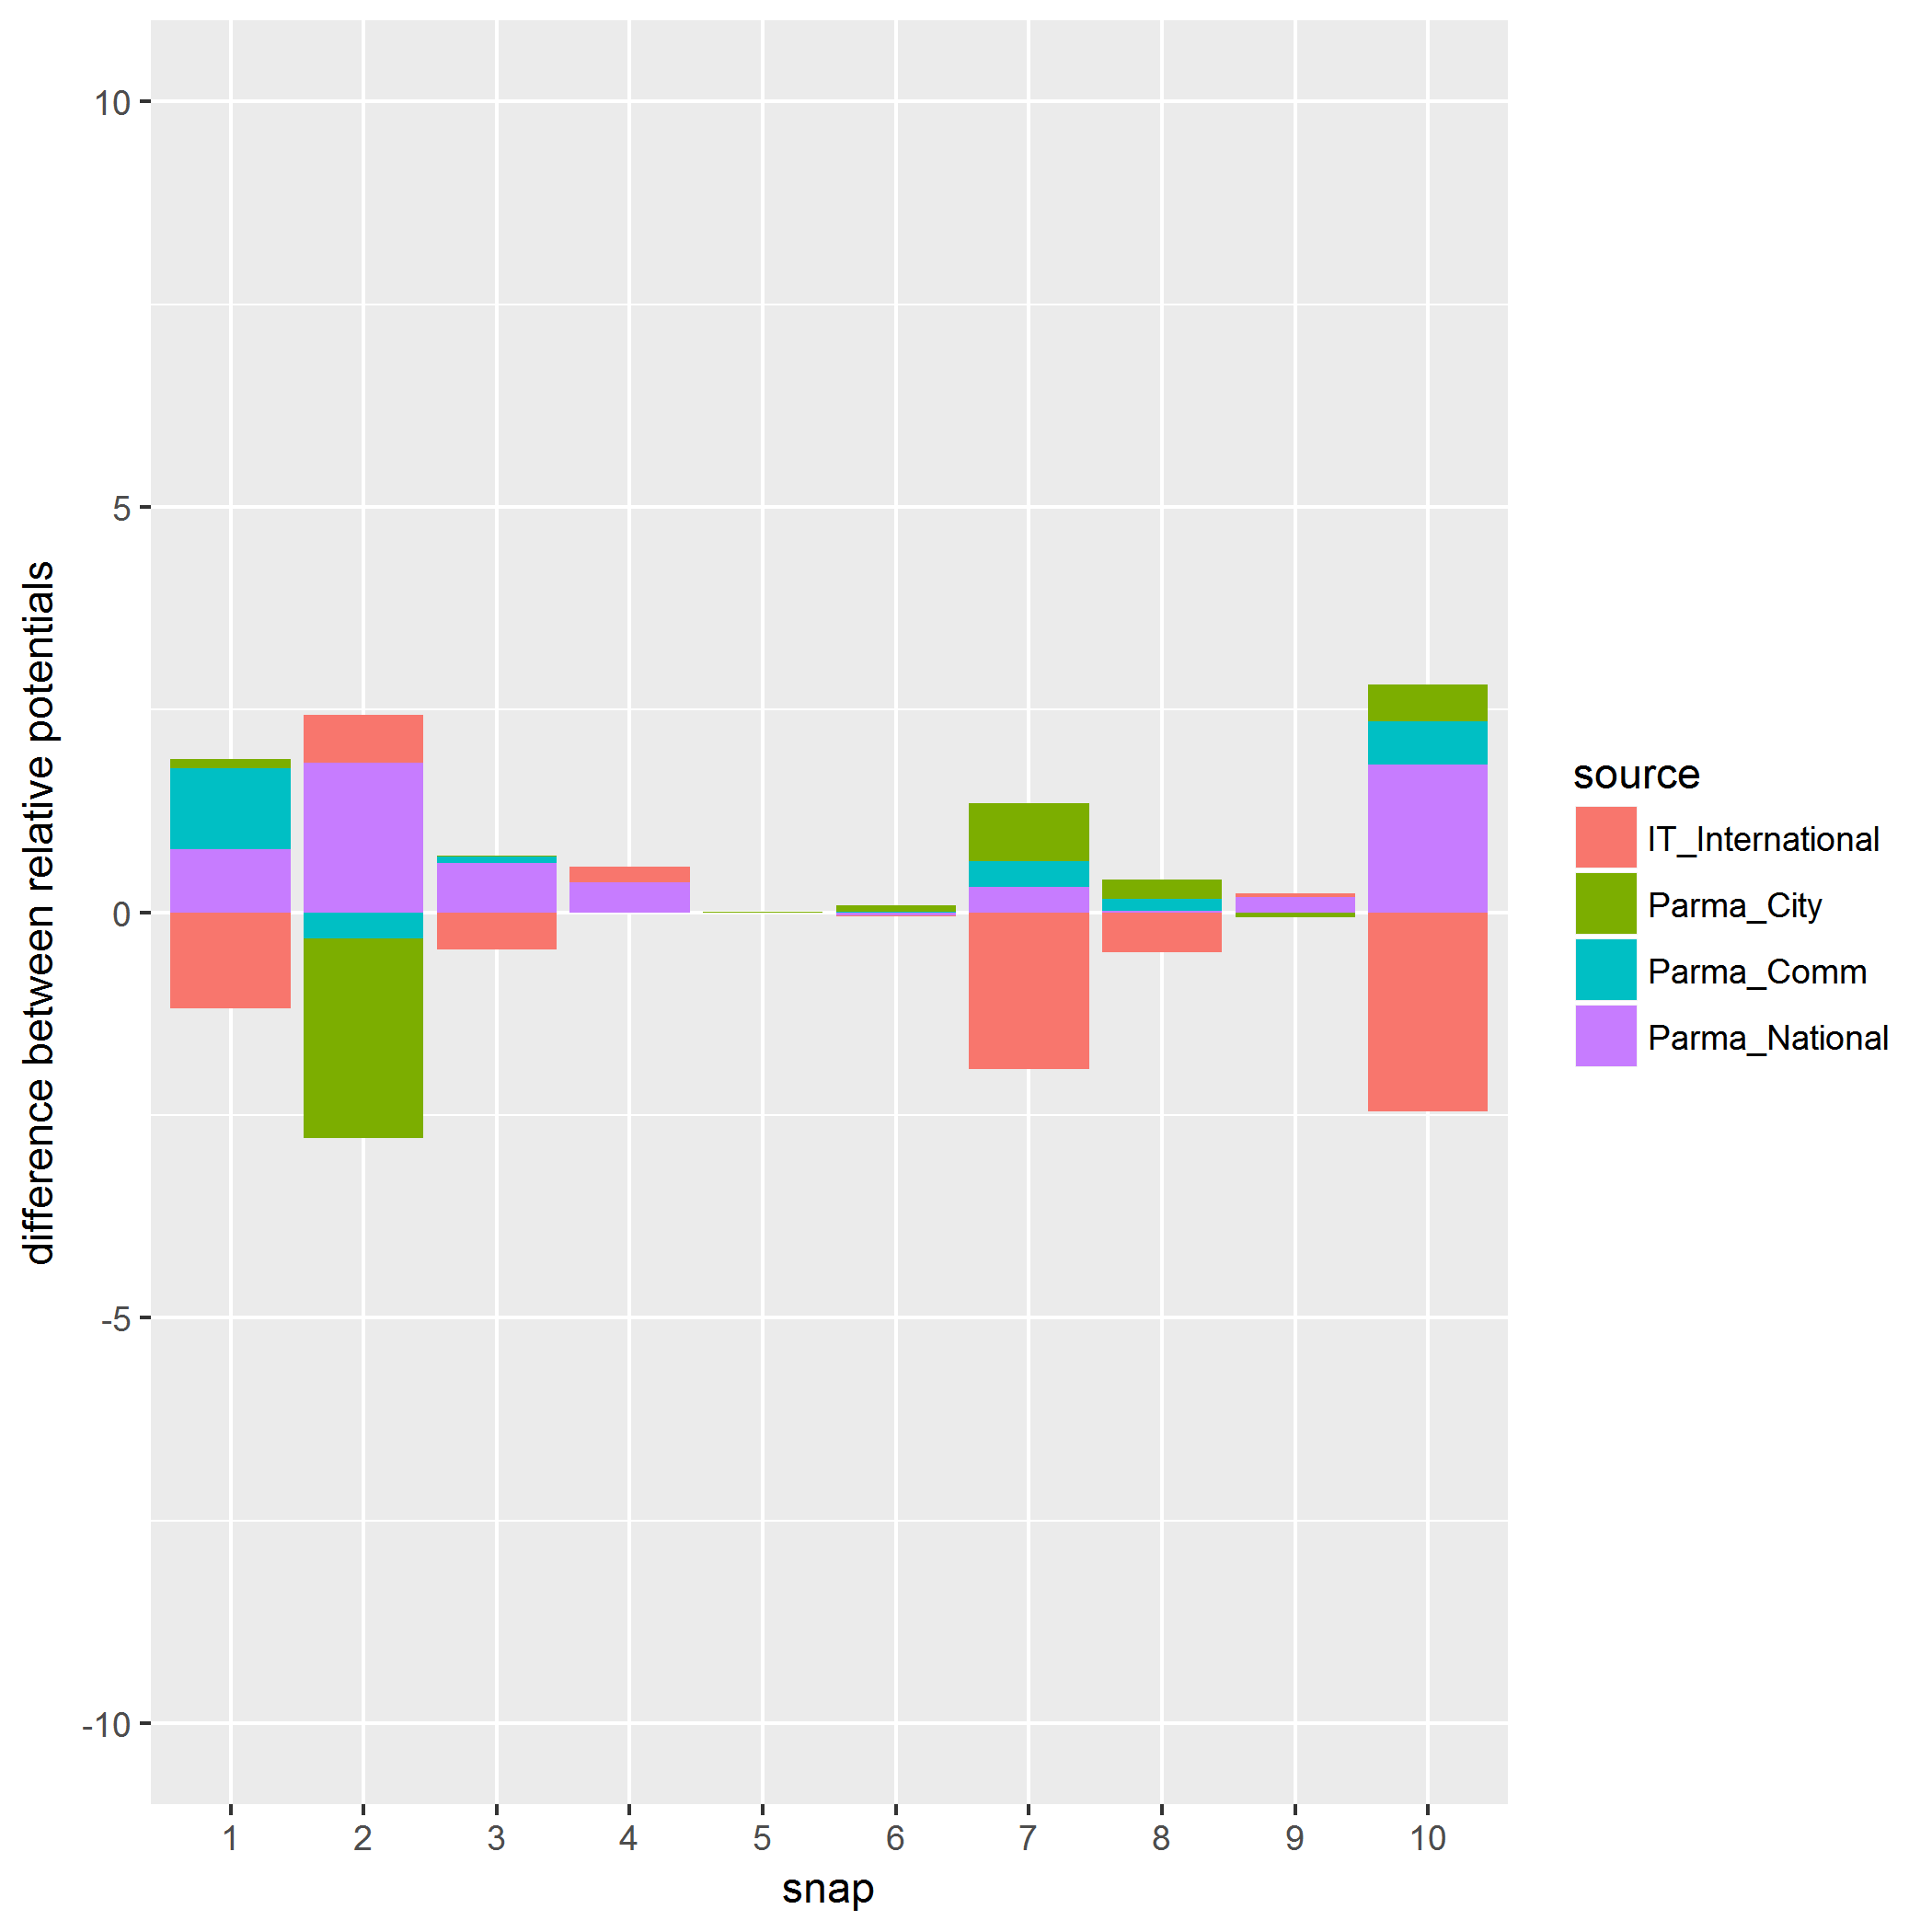 difference between relative potentials
10
5
0
-5
-10
1 2 3 4 5 6 7 8 9 10
snap
source
IT_International
Parma_City
Parma_Comm
Parma_National